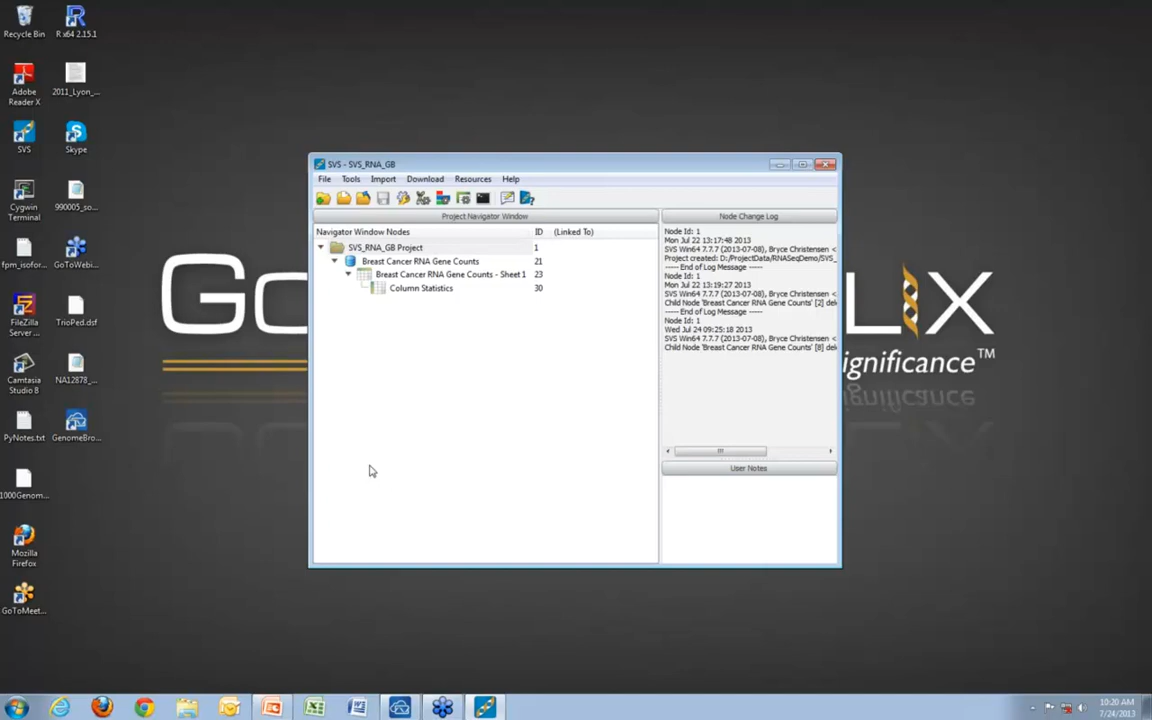 Recycle Bin
R x64 2.15.1
Adobe
Reader X
2011_Lyon_...
SVS
Skype
Cygwin
Terminal
990005_so...
fpm_isofor...
GoToWebi...
FileZilla
Server ...
TrioPed.dsf
Camtasia
Studio 8
NA12878_...
PyNotes.txt
GenomeBro...
1000Genom...
Mozilla
Firefox
GoToMeet...
Go
LIX
significance™
SVS - SVS_RNA_GB
File Tools Import Download Resources Help
Project Navigator Window
Navigator Window Nodes ID (Linked To)
SVS_RNA_GB Project 1
Breast Cancer RNA Gene Counts 21
Breast Cancer RNA Gene Counts - Sheet 1 23
Column Statistics 30
Node Change Log
Node Id: 1
Mon Jul 22 13:17:48 2013
SVS Win64 7.7.7 (2013-07-08), Bryce Christensen <
Project created: D:/ProjectData/RNASeqDemo/SVS_
----- End of Log Message -----
Node Id: 1
Mon Jul 22 13:19:27 2013
SVS Win64 7.7.7 (2013-07-08), Bryce Christensen <
Child Node 'Breast Cancer RNA Gene Counts' [2] del
----- End of Log Message -----
Node Id: 1
Wed Jul 24 09:25:18 2013
SVS Win64 7.7.7 (2013-07-08), Bryce Christensen <
Child Node 'Breast Cancer RNA Gene Counts' [8] del
User Notes
10:20 AM
7/24/2013